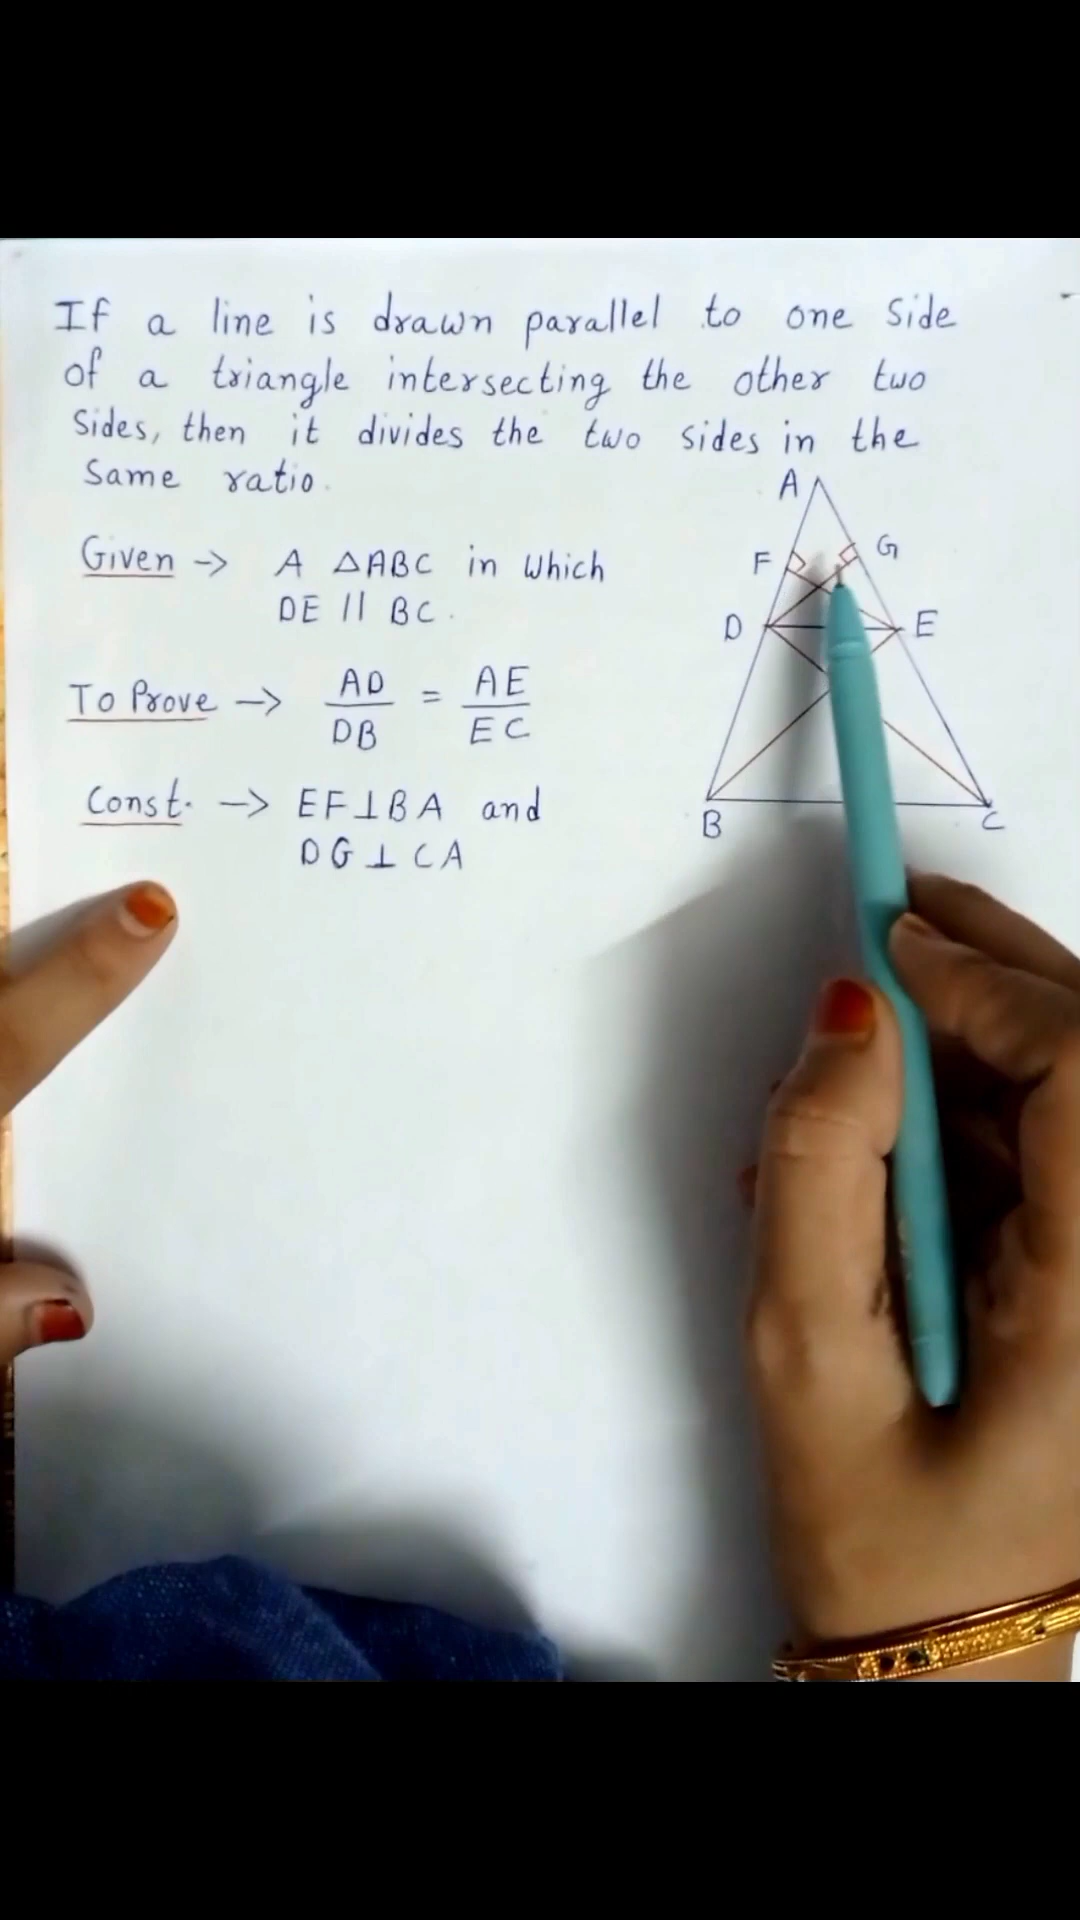 If a line is drawn parallel to one side
of a triangle intersecting the other two
Sides, then it divides the two sides in the
Same ratio.
A
Given -> A △ABC in which
DE || BC.
F
G
D
E
To Prove -> AD/DB = AE/EC
Const. -> EF⊥BA and
DG ⊥ CA
B
C